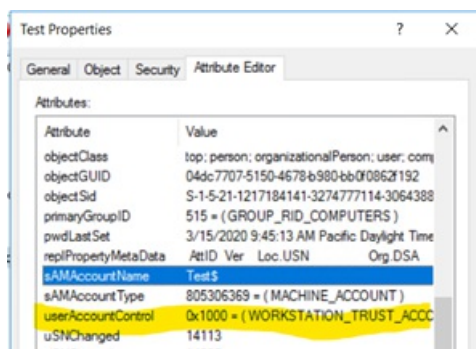 Test Properties ? ×
General Object Security Attribute Editor
Attributes:
Attribute Value
objectClass top; person; organizationalPerson; user; com
objectGUID 04dc7707-5150-4678-b980-bb0f0862f192
objectSid S-1-5-21-1217184141-3274777114-3064388
primaryGroupID 515 = ( GROUP_RID_COMPUTERS )
pwdLastSet 3/15/2020 9:45:13 AM Pacific Daylight Time
replPropertyMetaData AttID Ver Loc.USN Org.DSA
sAMAccountName Test$
sAMAccountType 805306369 = ( MACHINE_ACCOUNT )
userAccountControl 0x1000 = ( WORKSTATION_TRUST_ACCC
uSNChanged 14113